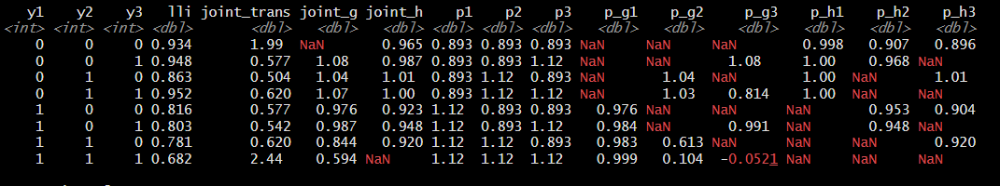 y1 y2 y3 lli joint_trans joint_g joint_h p1 p2 p3 p_g1 p_g2 p_g3 p_h1 p_h2 p_h3
<int> <int> <int> <dbl> <dbl> <dbl> <dbl> <dbl> <dbl> <dbl> <dbl> <dbl> <dbl> <dbl> <dbl> <dbl>
0 0 0 0.934 1.99 NaN 0.965 0.893 0.893 0.893 NaN NaN NaN 0.998 0.907 0.896
0 0 1 0.948 0.577 1.08 0.987 0.893 0.893 1.12 NaN NaN 1.08 1.00 0.968 NaN
0 1 0 0.863 0.504 1.04 1.01 0.893 1.12 0.893 NaN 1.04 NaN 1.00 NaN 1.01
0 1 1 0.952 0.620 1.07 1.00 0.893 1.12 1.12 NaN 1.03 0.814 1.00 NaN NaN
1 0 0 0.816 0.577 0.976 0.923 1.12 0.893 0.893 0.976 NaN NaN NaN 0.953 0.904
1 0 1 0.803 0.542 0.987 0.948 1.12 0.893 1.12 0.984 NaN 0.991 NaN 0.948 NaN
1 1 0 0.781 0.620 0.844 0.920 1.12 1.12 0.893 0.983 0.613 NaN NaN NaN 0.920
1 1 1 0.682 2.44 0.594 NaN 1.12 1.12 1.12 0.999 0.104 -0.0521 NaN NaN NaN